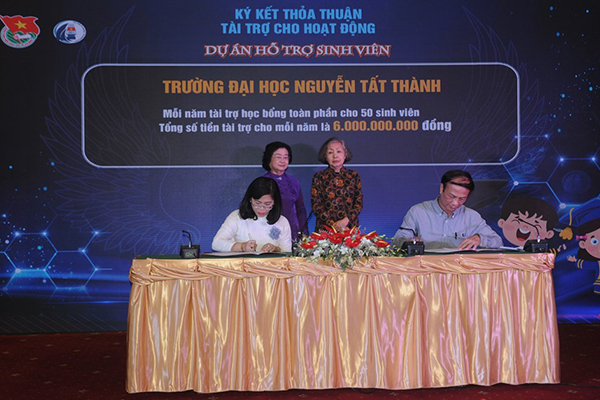 KÝ KẾT THỎA THUẬN
TÀI TRỢ CHO HOẠT ĐỘNG
DỰ ÁN HỖ TRỢ SINH VIÊN
TRƯỜNG ĐẠI HỌC NGUYỄN TẤT THÀNH
Mỗi năm tài trợ học bổng toàn phần cho 50 sinh viên
Tổng số tiền tài trợ cho mỗi năm là 6.000.000.000 đồng